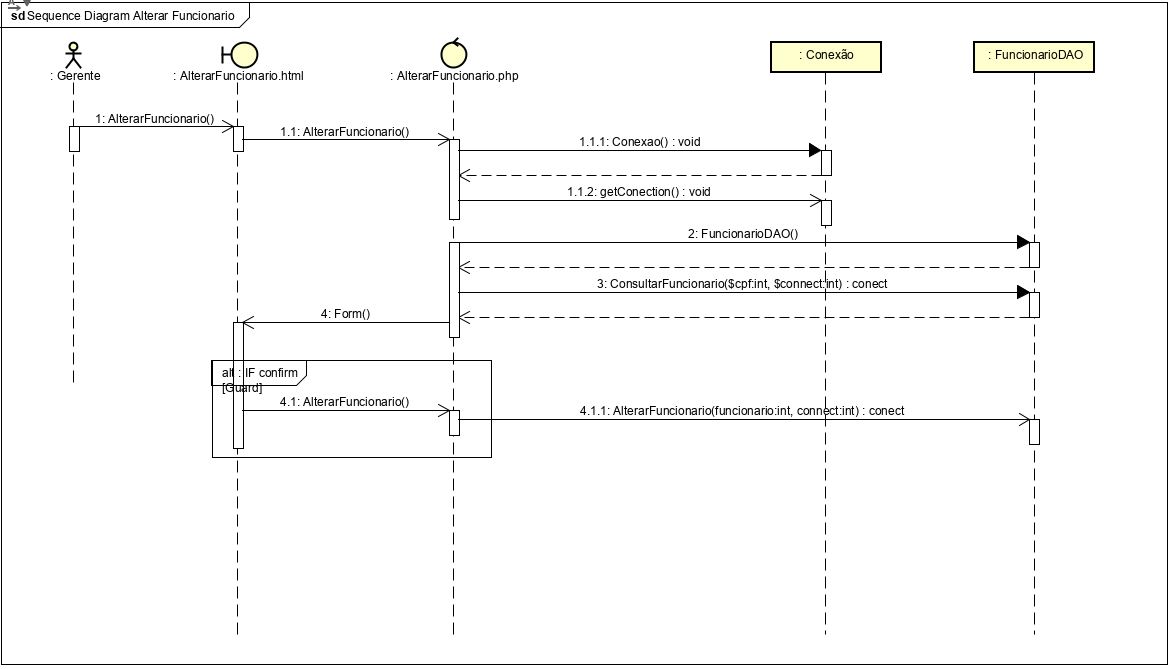 sd Sequence Diagram Alterar Funcionario
: Gerente
: AlterarFuncionario.html
: AlterarFuncionario.php
: Conexão
: FuncionarioDAO
1: AlterarFuncionario()
1.1: AlterarFuncionario()
1.1.1: Conexao() : void
1.1.2: getConection() : void
2: FuncionarioDAO()
3: ConsultarFuncionario($cpf:int, $connect:int) : conect
4: Form()
alt : IF confirm
[Guard]
4.1: AlterarFuncionario()
4.1.1: AlterarFuncionario(funcionario:int, connect:int) : conect